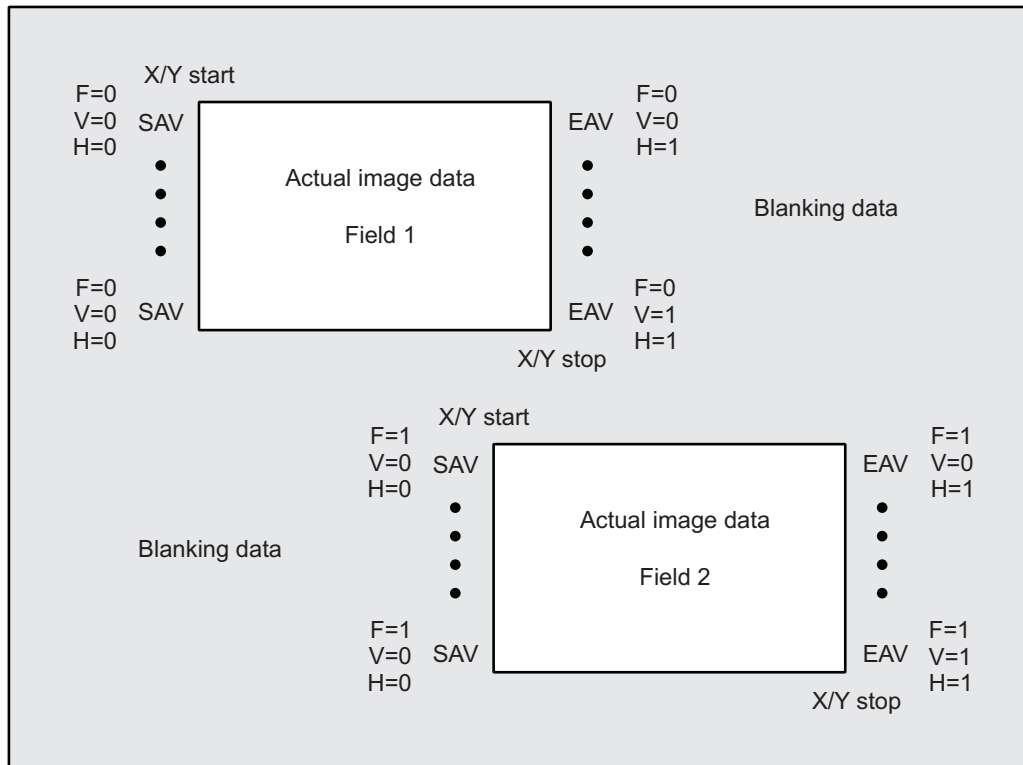 X/Y start
F=0
V=0
H=0
SAV
EAV
F=0
V=0
H=1
Actual image data
Field 1
Blanking data
F=0
V=0
H=0
SAV
EAV
F=0
V=1
H=1
X/Y stop
X/Y start
F=1
V=0
H=0
SAV
EAV
F=1
V=0
H=1
Actual image data
Field 2
Blanking data
F=1
V=0
H=0
SAV
EAV
F=1
V=1
H=1
X/Y stop